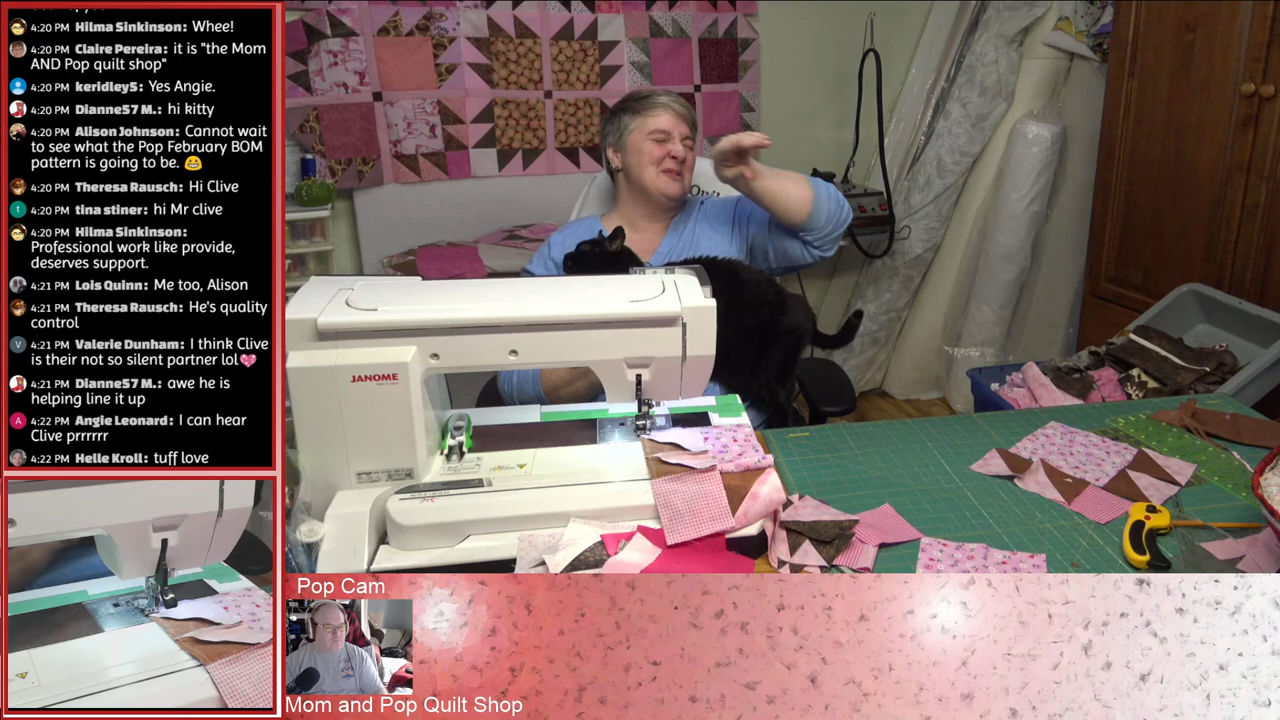 4:20 PM Hilma Sinkinson: Whee!
4:20 PM Claire Pereira: it is "the Mom
AND Pop quilt shop"
4:20 PM keridley5: Yes Angie.
4:20 PM Dianne57 M.: hi kitty
4:20 PM Alison Johnson: Cannot wait
to see what the Pop February BOM
pattern is going to be. 😀
4:20 PM Theresa Rausch: Hi Clive
t 4:20 PM tina stiner: hi Mr clive
4:20 PM Hilma Sinkinson:
Professional work like provide,
deserves support.
4:21 PM Lois Quinn: Me too, Alison
4:21 PM Theresa Rausch: He's quality
control
V 4:21 PM Valerie Dunham: I think Clive
is their not so silent partner lol💖
4:21 PM Dianne57 M.: awe he is
helping line it up
A 4:22 PM Angie Leonard: I can hear
Clive prrrrrr
4:22 PM Helle Kroll: tuff love
JANOME
HORIZON
Pop Cam
Mom and Pop Quilt Shop